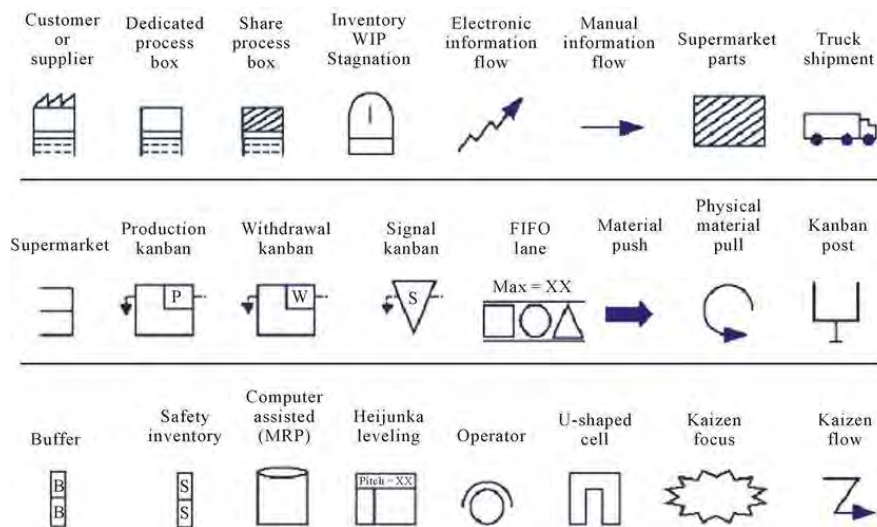 Customer or supplier
Dedicated process box
Share process box
Inventory WIP Stagnation
Electronic information flow
Manual information flow
Supermarket parts
Truck shipment
Supermarket
Production kanban
P
Withdrawal kanban
W
Signal kanban
S
FIFO lane
Max = XX
Material push
Physical material pull
Kanban post
Buffer
B
B
Safety inventory
S
S
Computer assisted (MRP)
Heijunka leveling
Pitch = XX
Operator
U-shaped cell
Kaizen focus
Kaizen flow